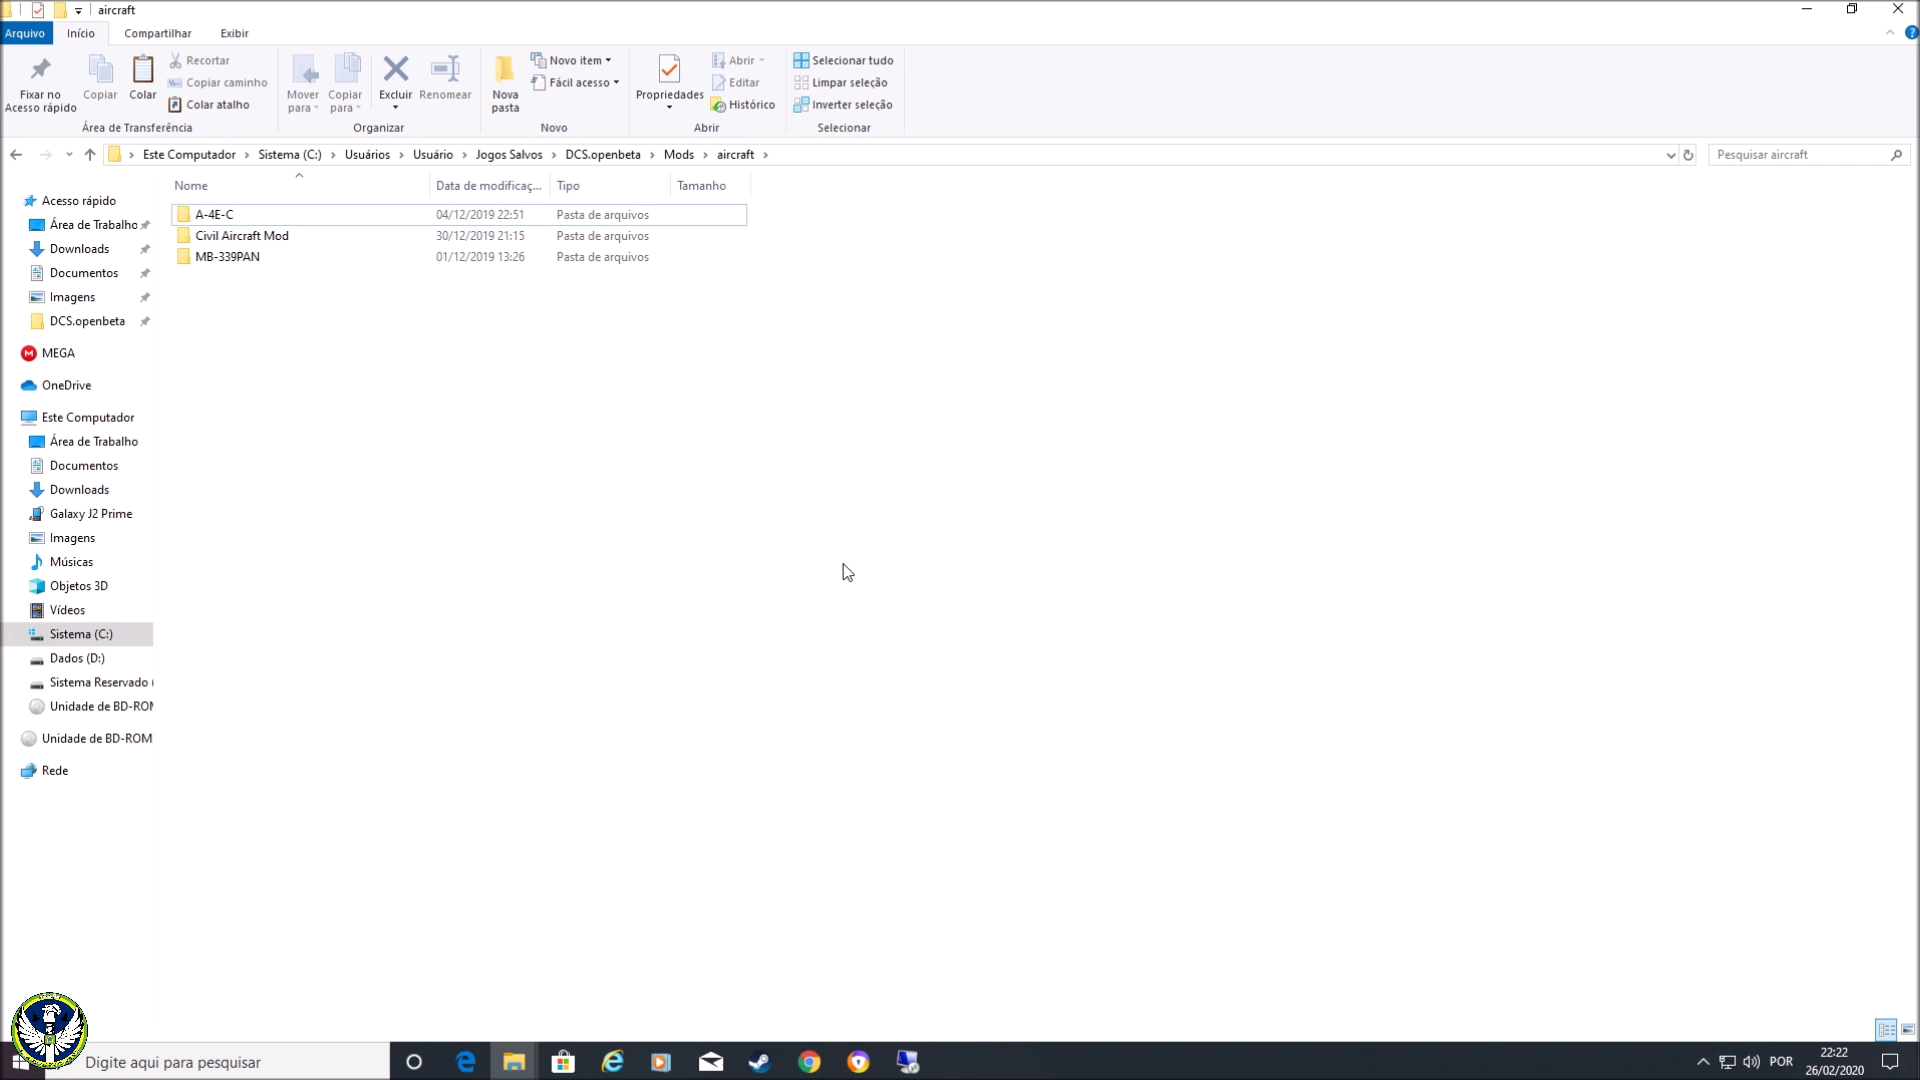 aircraft
Arquivo Início Compartilhar Exibir
Fixar no Acesso rápido
Copiar
Colar
Recortar
Copiar caminho
Colar atalho
Área de Transferência
Mover para
Copiar para
Excluir
Renomear
Organizar
Nova pasta
Novo item
Fácil acesso
Novo
Propriedades
Abrir
Editar
Histórico
Abrir
Selecionar tudo
Limpar seleção
Inverter seleção
Selecionar
Este Computador > Sistema (C:) > Usuários > Usuário > Jogos Salvos > DCS.openbeta > Mods > aircraft >
Pesquisar aircraft
Nome Data de modificaç... Tipo Tamanho
A-4E-C 04/12/2019 22:51 Pasta de arquivos
Civil Aircraft Mod 30/12/2019 21:15 Pasta de arquivos
MB-339PAN 01/12/2019 13:26 Pasta de arquivos
Acesso rápido
Área de Trabalho
Downloads
Documentos
Imagens
DCS.openbeta
MEGA
OneDrive
Este Computador
Área de Trabalho
Documentos
Downloads
Galaxy J2 Prime
Imagens
Músicas
Objetos 3D
Vídeos
Sistema (C:)
Dados (D:)
Sistema Reservado (
Unidade de BD-ROM
Unidade de BD-ROM
Rede
Digite aqui para pesquisar
POR
22:22
26/02/2020